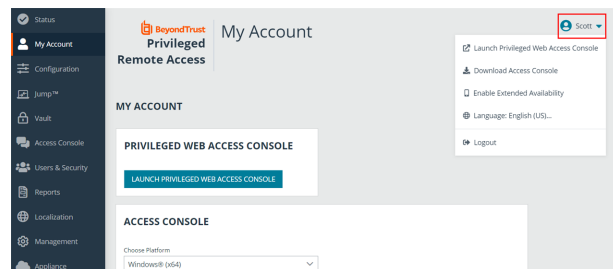 Status
My Account
Configuration
Jump™
Vault
Access Console
Users & Security
Reports
Localization
Management
Appliance
BeyondTrust
Privileged
Remote Access
My Account
Scott
Launch Privileged Web Access Console
Download Access Console
Enable Extended Availability
Language: English (US)...
Logout
MY ACCOUNT
PRIVILEGED WEB ACCESS CONSOLE
LAUNCH PRIVILEGED WEB ACCESS CONSOLE
ACCESS CONSOLE
Choose Platform
Windows® (x64)